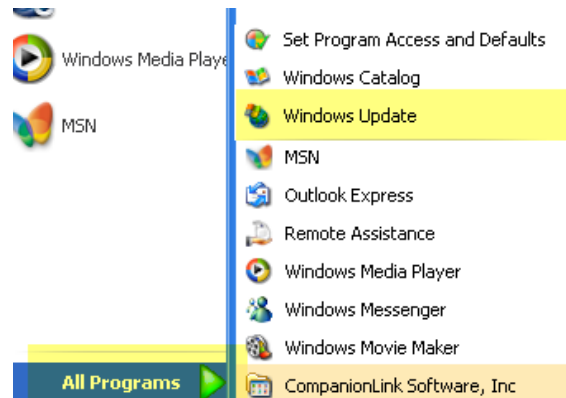 Windows Media Playe
MSN
All Programs
Set Program Access and Defaults
Windows Catalog
Windows Update
MSN
Outlook Express
Remote Assistance
Windows Media Player
Windows Messenger
Windows Movie Maker
CompanionLink Software, Inc